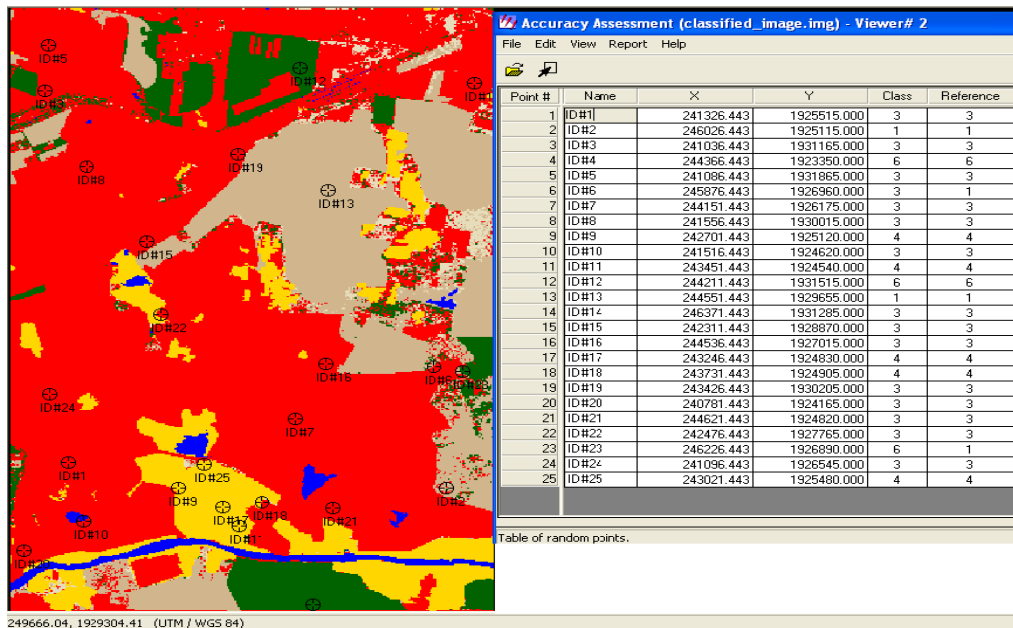 Accuracy Assessment (classified_image.img) - Viewer# 2
File Edit View Report Help
Point # Name X Y Class Reference
1 ID#1 241326.443 1925515.000 3 3
2 ID#2 246026.443 1925115.000 1 1
3 ID#3 241036.443 1931165.000 3 3
4 ID#4 244366.443 1923350.000 6 6
5 ID#5 241086.443 1931865.000 3 3
6 ID#6 245876.443 1926960.000 3 1
7 ID#7 244151.443 1926175.000 3 3
8 ID#8 241556.443 1930015.000 3 3
9 ID#9 242701.443 1925120.000 4 4
10 ID#10 241516.443 1924620.000 3 3
11 ID#11 243451.443 1924540.000 4 4
12 ID#12 244211.443 1931515.000 6 6
13 ID#13 244551.443 1929655.000 1 1
14 ID#14 246371.443 1931285.000 3 3
15 ID#15 242311.443 1928870.000 3 3
16 ID#16 244536.443 1927015.000 3 3
17 ID#17 243246.443 1924830.000 4 4
18 ID#18 243731.443 1924905.000 4 4
19 ID#19 243426.443 1930205.000 3 3
20 ID#20 240781.443 1924165.000 3 3
21 ID#21 244621.443 1924820.000 3 3
22 ID#22 242476.443 1927765.000 3 3
23 ID#23 246226.443 1926890.000 6 1
24 ID#24 241096.443 1926545.000 3 3
25 ID#25 243021.443 1925480.000 4 4
Table of random points.
ID#5
ID#12
ID#3
ID#1
ID#8
ID#19
ID#13
ID#15
ID#22
ID#16
ID#6
ID#23
ID#24
ID#7
ID#1
ID#25
ID#9
ID#2
ID#17
ID#18
ID#21
ID#10
ID#1
ID#20
249666.04, 1929304.41 (UTM / WGS 84)